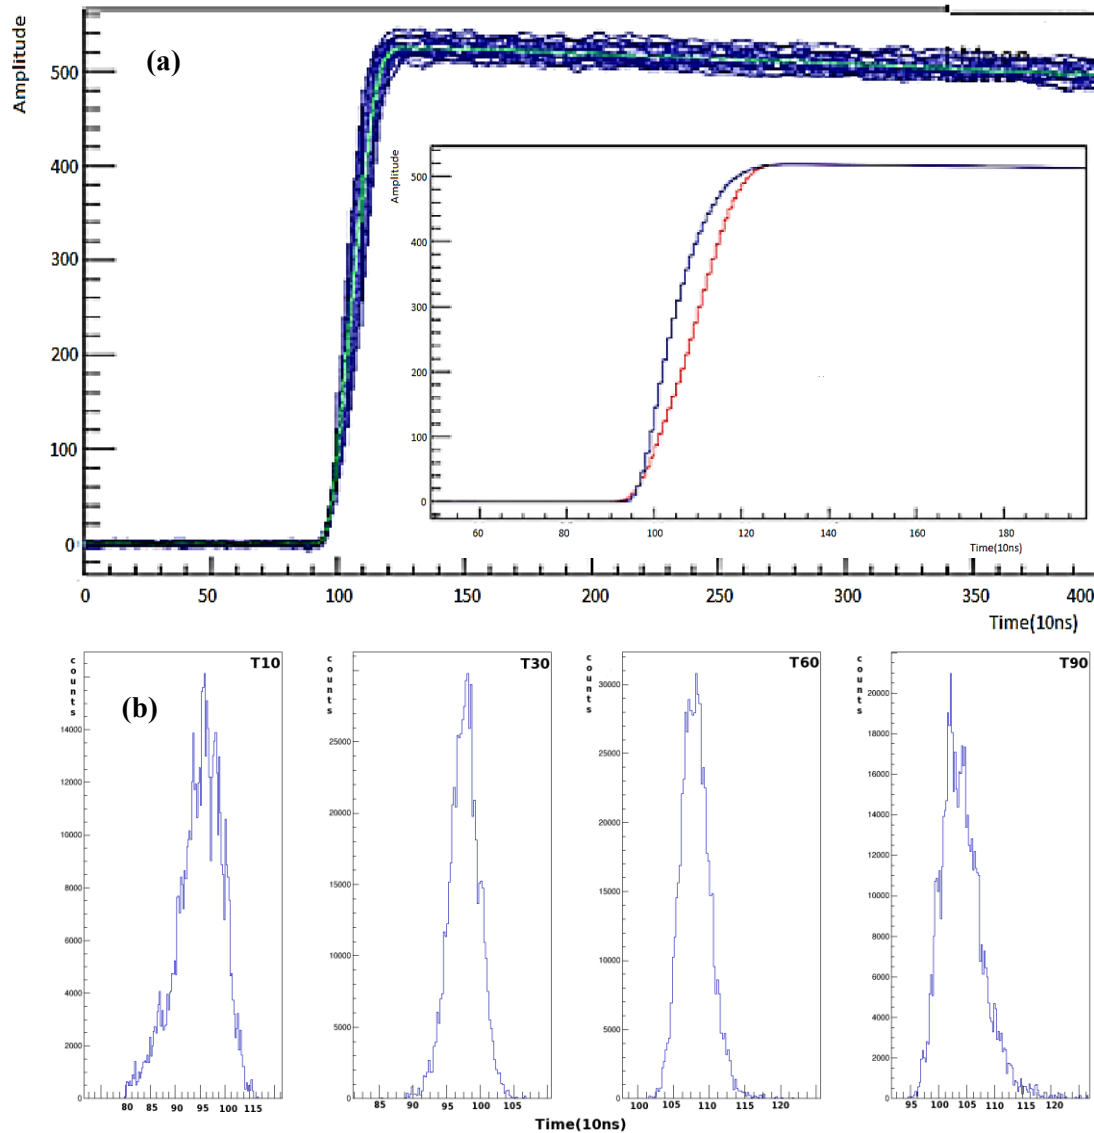 Amplitude
(a)
500
400
300
200
100
0
Amplitude
500
400
300
200
100
0
60 80 100 120 140 160 180
Time(10ns)
0 50 100 150 200 250 300 350 400
Time(10ns)
(b)
counts
T10
14000
12000
10000
8000
6000
4000
2000
0
80 85 90 95 100 115
counts
T30
25000
20000
15000
10000
5000
0
85 90 95 100 105
counts
T60
30000
25000
20000
15000
10000
5000
0
100 105 110 115 120
counts
T90
20000
18000
16000
14000
12000
10000
8000
6000
4000
2000
0
95 100 105 110 115 120
Time(10ns)